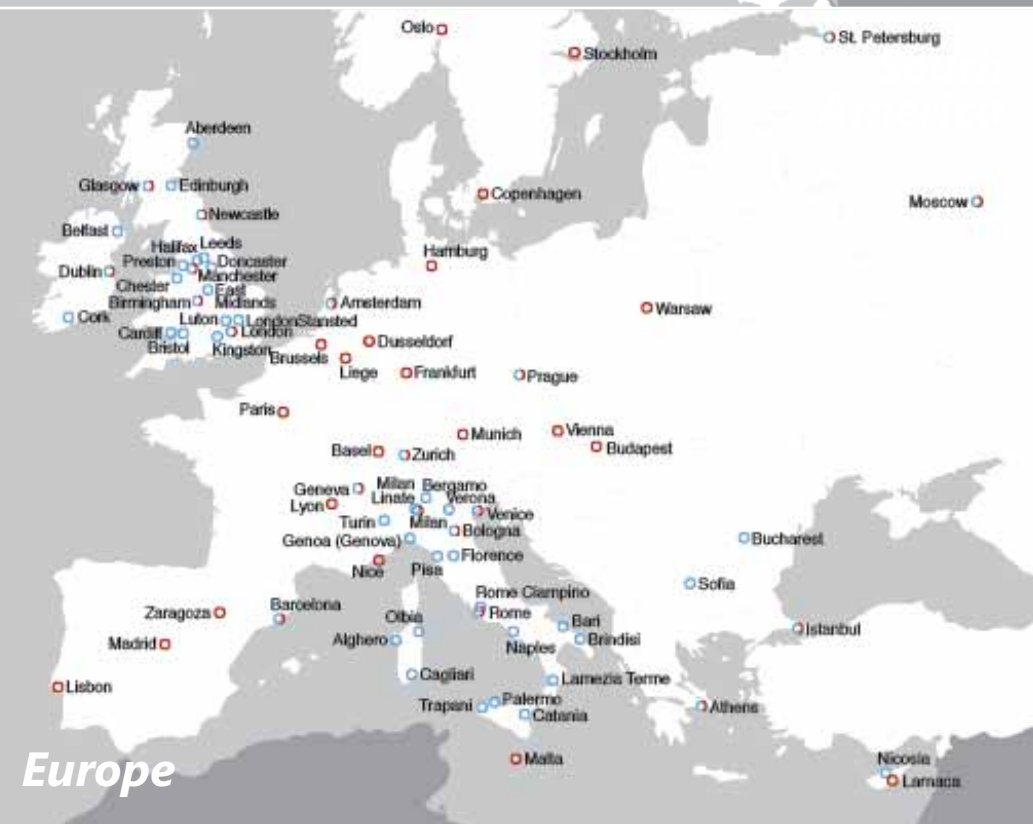 Oslo
St. Petersburg
Stockholm
Aberdeen
Glasgow
Edinburgh
Copenhagen
Moscow
Newcastle
Belfast
Halifax
Leeds
Hamburg
Preston
Doncaster
Dublin
Manchester
Chester
East
Midlands
Birmingham
Amsterdam
Warsaw
Cork
Luton
London Stansted
Cardiff
London
Bristol
Kingston
Brussels
Dusseldorf
Liege
Frankfurt
Prague
Paris
Munich
Vienna
Basel
Zurich
Budapest
Geneva
Milan
Linate
Bergamo
Verona
Lyon
Venice
Turin
Milan
Bologna
Genoa (Genova)
Bucharest
Nice
Pisa
Florence
Sofia
Rome Ciampino
Barcelona
Zaragoza
Rome
Olbia
Bari
Istanbul
Alghero
Brindisi
Madrid
Naples
Cagliari
Lamezia Terme
Lisbon
Trapani
Palermo
Athens
Catania
Malta
Nicosia
Europe
Larnaca